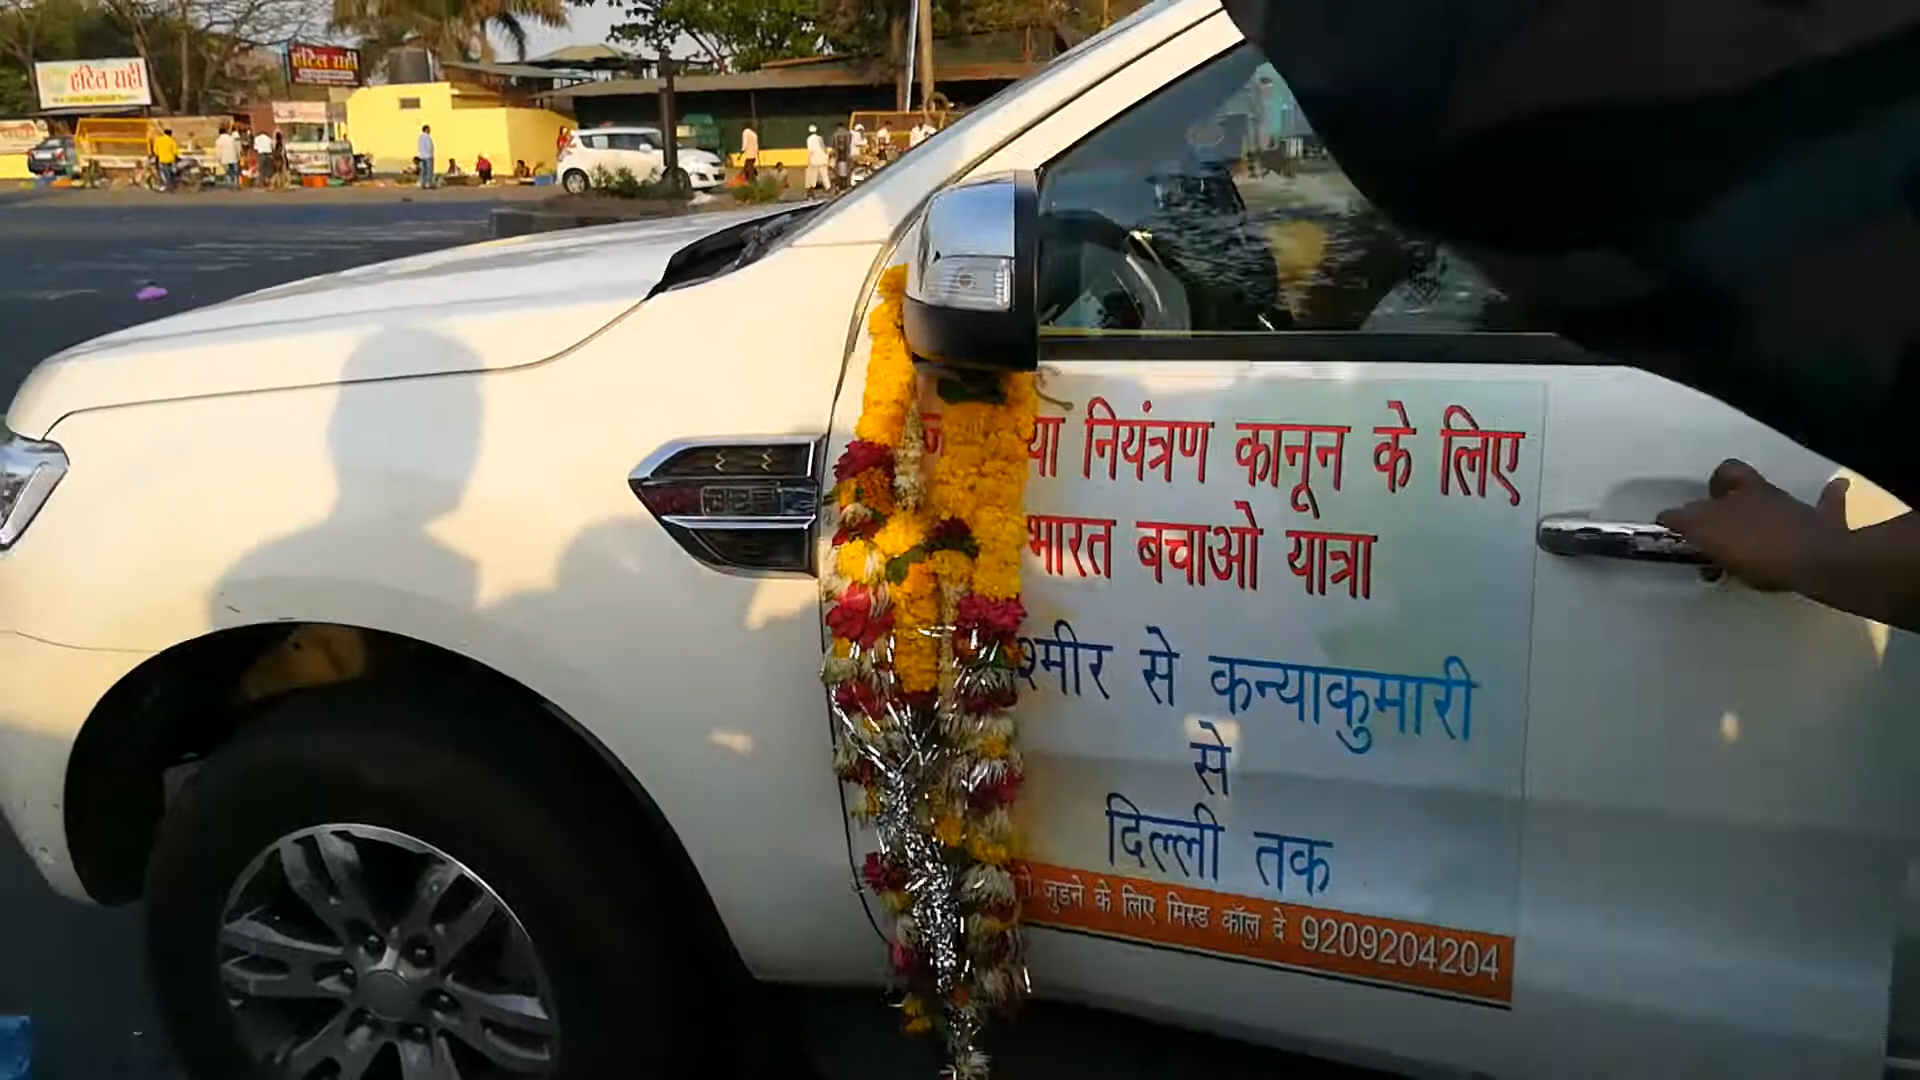 हॉटेल राही
हॉटेल राही
नियंत्रण कानून के लिए
भारत बचाओ यात्रा
श्मीर से कन्याकुमारी
से
दिल्ली तक
जुडने के लिए मिस्ड कॉल दे 9209204204